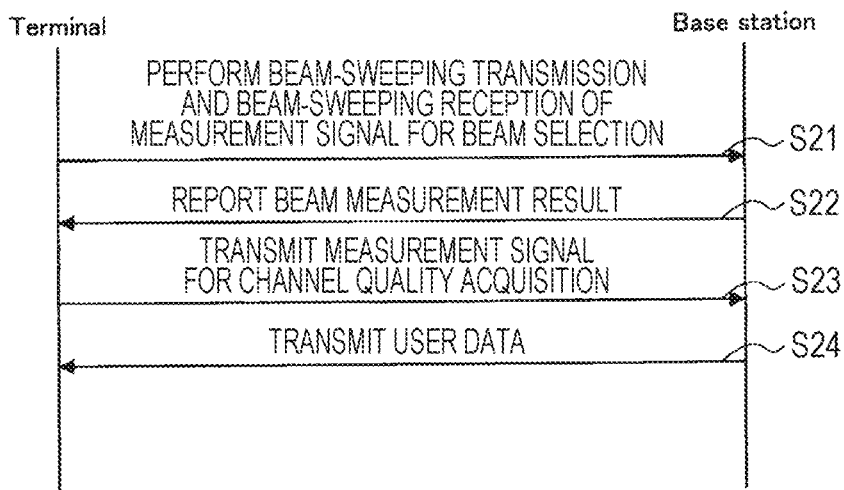 Terminal
Base station
PERFORM BEAM-SWEEPING TRANSMISSION
AND BEAM-SWEEPING RECEPTION OF
MEASUREMENT SIGNAL FOR BEAM SELECTION
S21
REPORT BEAM MEASUREMENT RESULT
S22
TRANSMIT MEASUREMENT SIGNAL
FOR CHANNEL QUALITY ACQUISITION
S23
TRANSMIT USER DATA
S24